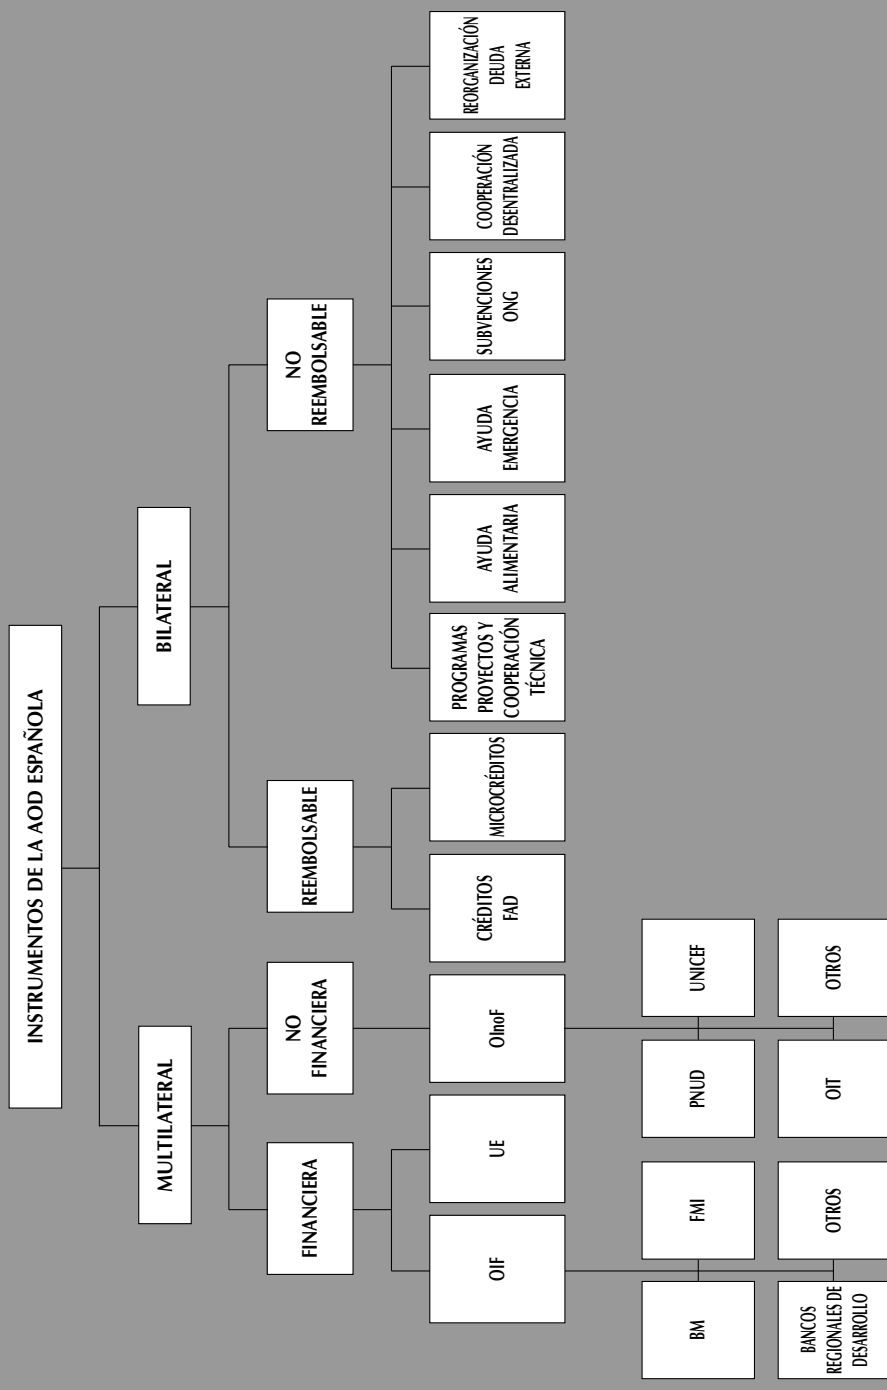 INSTRUMENTOS DE LA AOD ESPAÑOLA
MULTILATERAL
BILATERAL
FINANCIERA
NO
FINANCIERA
REEMBOLSABLE
NO
REEMBOLSABLE
OIF
UE
OInoF
CRÉDITOS
FAD
MICROCRÉDITOS
PROGRAMAS
PROYECTOS Y
COOPERACIÓN
TÉCNICA
AYUDA
ALIMENTARIA
AYUDA
EMERGENCIA
SUBVENCIONES
ONG
COOPERACIÓN
DESENTRALIZADA
REORGANIZACIÓN
DEUDA
EXTERNA
BM
FMI
PNUD
UNICEF
BANCOS
REGIONALES DE
DESARROLLO
OTROS
OIT
OTROS